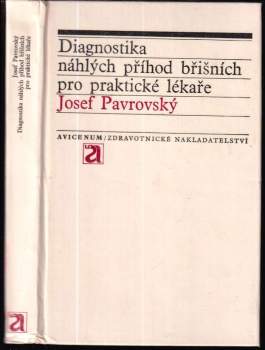 Josef Pavrovský
Diagnostika náhlých příhod břišních
pro praktické lékaře
Diagnostika
náhlých příhod břišních
pro praktické lékaře
Josef Pavrovský
AVICENUM/ZDRAVOTNICKÉ NAKLADATELSTVÍ
a
a